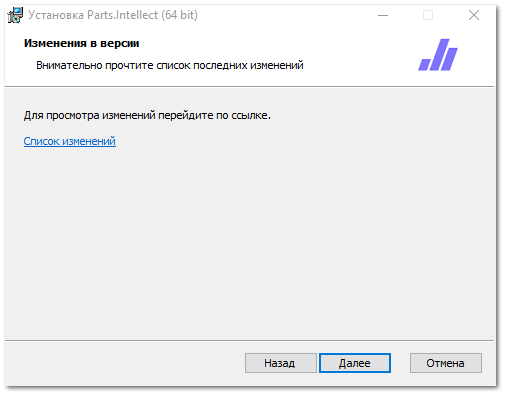 Установка Parts.Intellect (64 bit)
Изменения в версии
Внимательно прочтите список последних изменений
Для просмотра изменений перейдите по ссылке.
Список изменений
Назад Далее Отмена